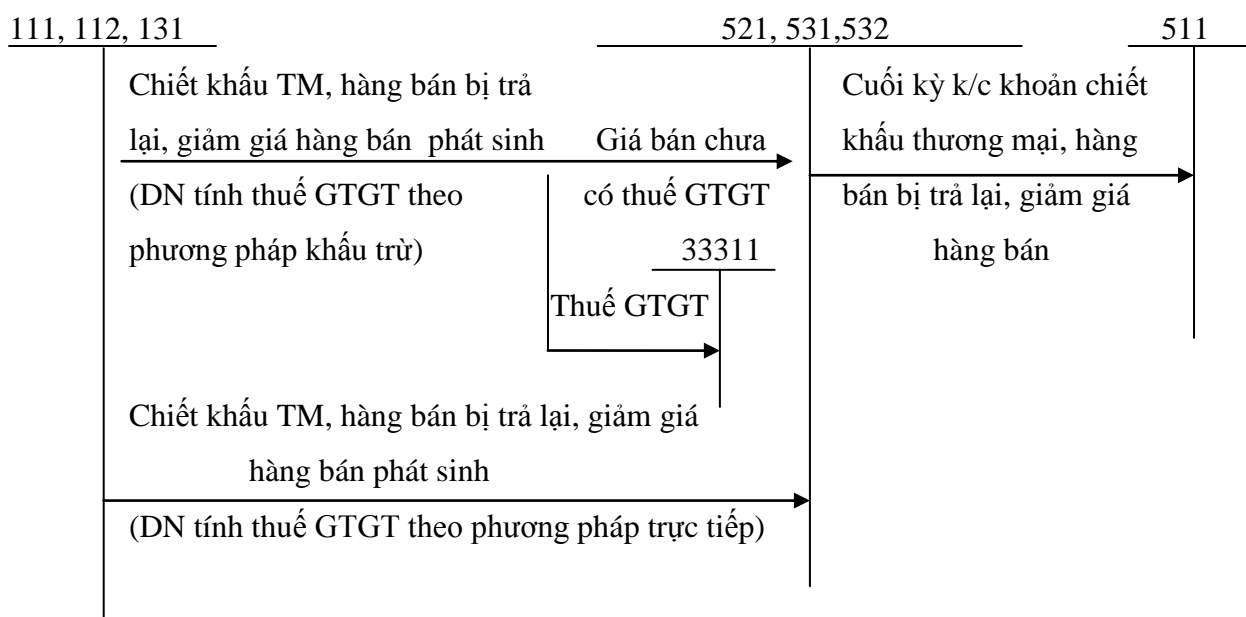 111, 112, 131 521, 531,532 511
Chiết khấu TM, hàng bán bị trả
lại, giảm giá hàng bán phát sinh
(DN tính thuế GTGT theo
phương pháp khấu trừ)
Giá bán chưa
có thuế GTGT
33311
Thuế GTGT
Cuối kỳ k/c khoản chiết
khấu thương mại, hàng
bán bị trả lại, giảm giá
hàng bán
Chiết khấu TM, hàng bán bị trả lại, giảm giá
hàng bán phát sinh
(DN tính thuế GTGT theo phương pháp trực tiếp)